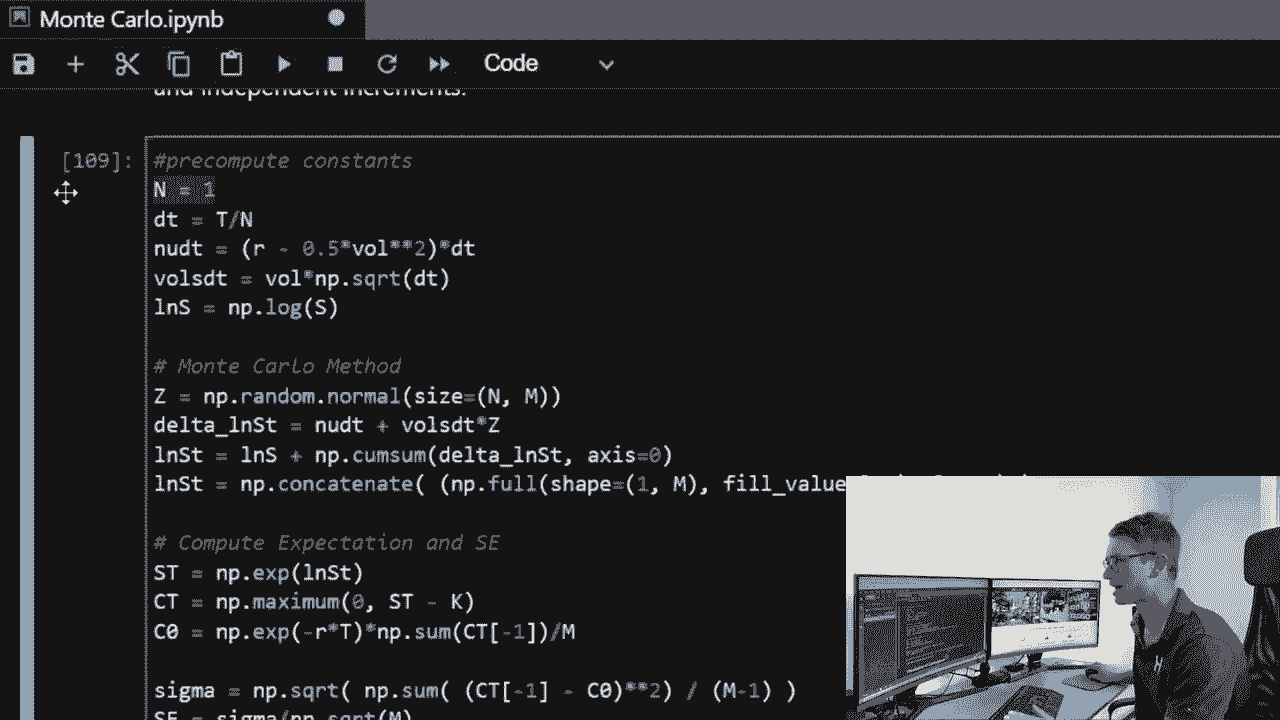 Monte Carlo.ipynb
Code
and independent increments.
[109]:
#precompute constants
N = 1
dt = T/N
nudt = (r - 0.5*vol**2)*dt
volsdt = vol*np.sqrt(dt)
lnS = np.log(S)
# Monte Carlo Method
Z = np.random.normal(size=(N, M))
delta_lnSt = nudt + volsdt*Z
lnSt = lnS + np.cumsum(delta_lnSt, axis=0)
lnSt = np.concatenate( (np.full(shape=(1, M), fill_value
# Compute Expectation and SE
ST = np.exp(lnSt)
CT = np.maximum(0, ST - K)
C0 = np.exp(-r*T)*np.sum(CT[-1])/M
sigma = np.sqrt( np.sum( (CT[-1] - C0)**2) / (M-1) )
SE = sigma/np.sqrt(M)